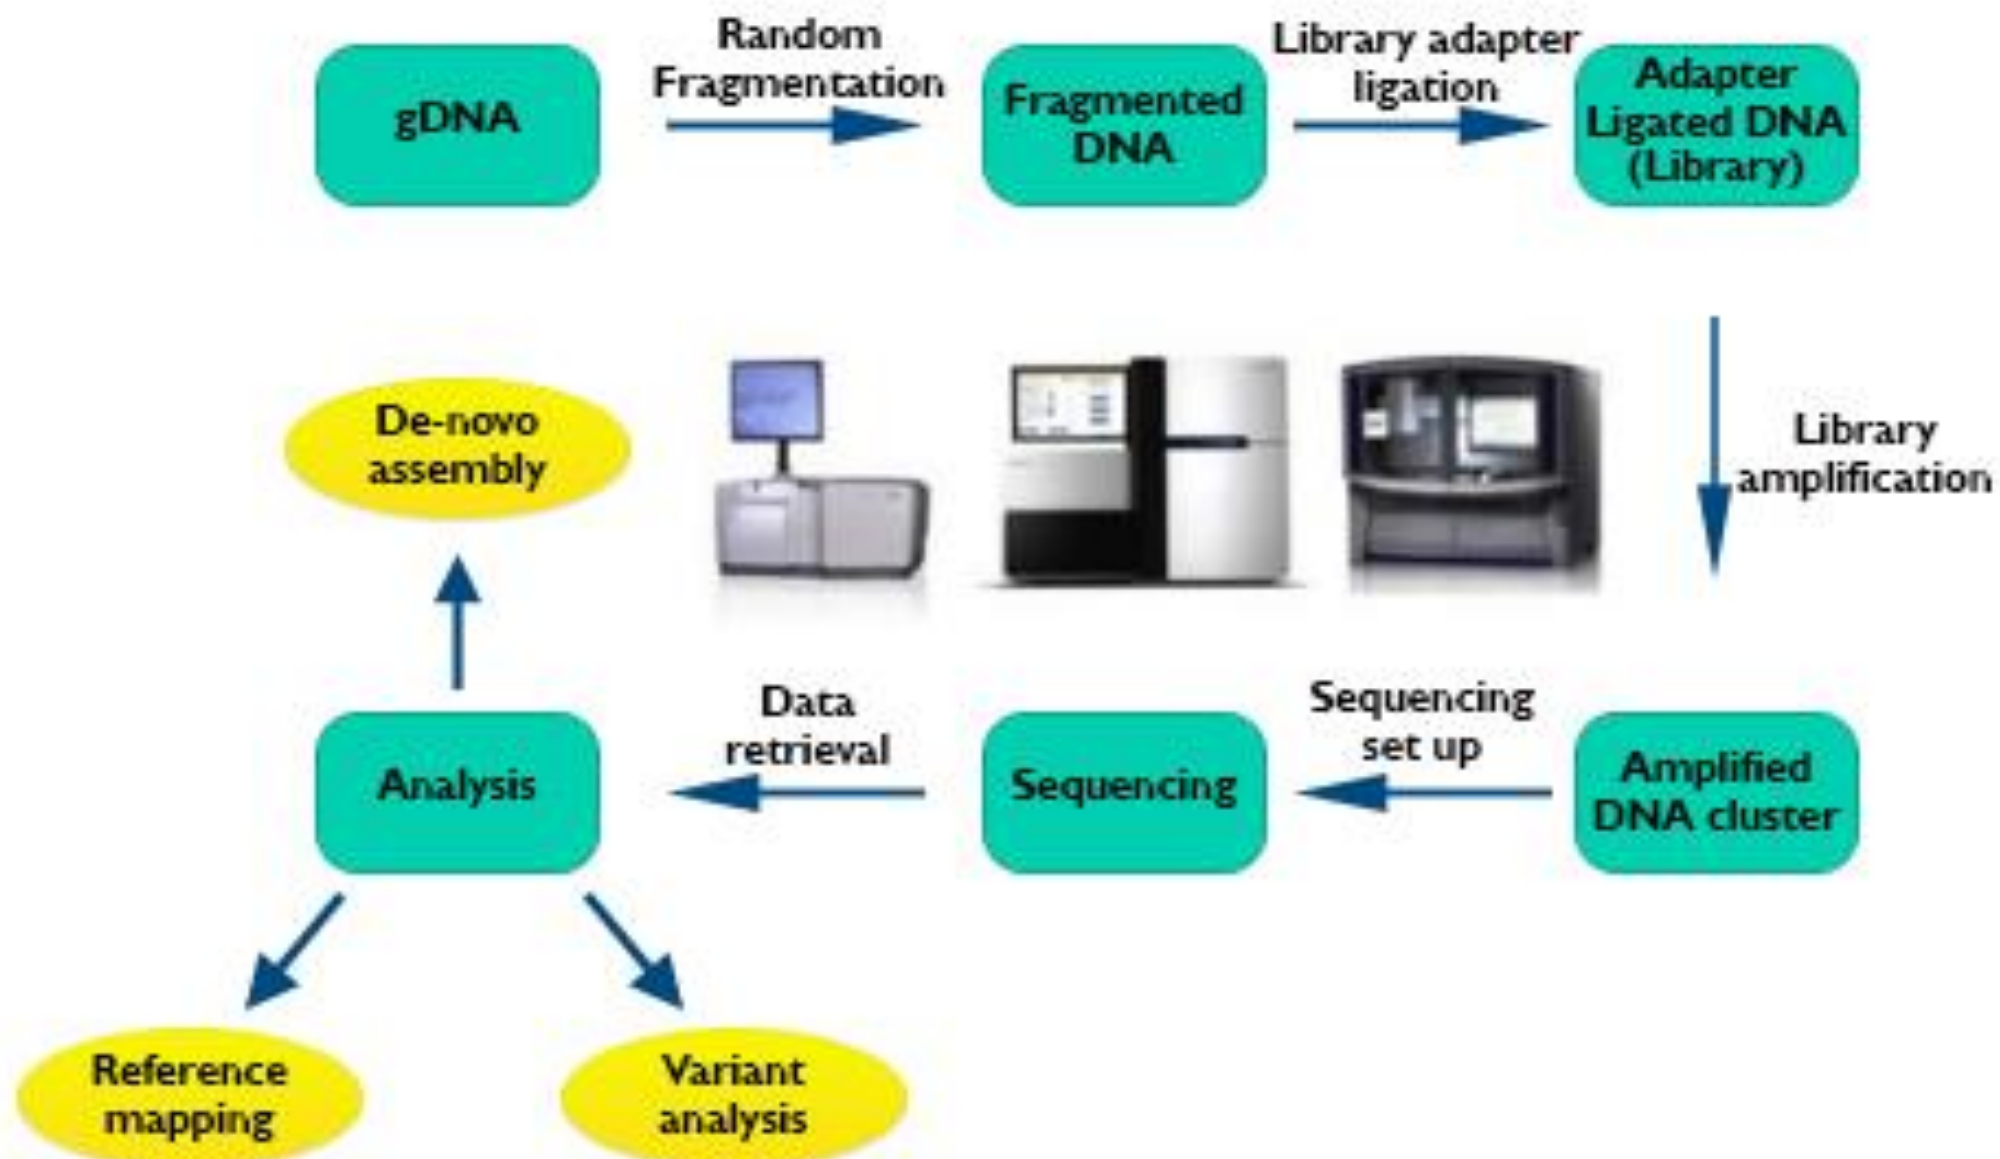 gDNA
Random
Fragmentation
Fragmented
DNA
Library adapter
ligation
Adapter
Ligated DNA
(Library)
Library
amplification
Amplified
DNA cluster
Sequencing
set up
Sequencing
Data
retrieval
Analysis
De-novo
assembly
Reference
mapping
Variant
analysis